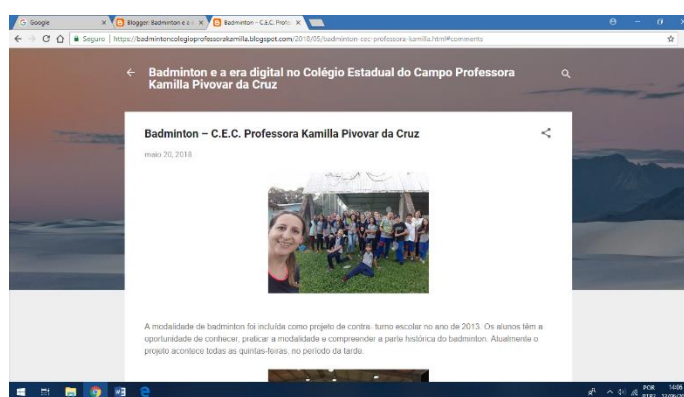 Google
Blogger: Badminton e a
Badminton – C.E.C. Profe
Seguro | https://badmintoncolegioprofessorakamilla.blogspot.com/2018/05/badminton-cec-professora-kamilla.html#comments
Badminton e a era digital no Colégio Estadual do Campo Professora
Kamilla Pivovar da Cruz
Badminton – C.E.C. Professora Kamilla Pivovar da Cruz
maio 20, 2018
A modalidade de badminton foi incluída como projeto de contra- turno escolar no ano de 2013. Os alunos têm a
oportunidade de conhecer, praticar a modalidade e compreender a parte histórica do badminton. Atualmente o
projeto acontece todas as quintas-feiras, no período da tarde.
POR
14:05